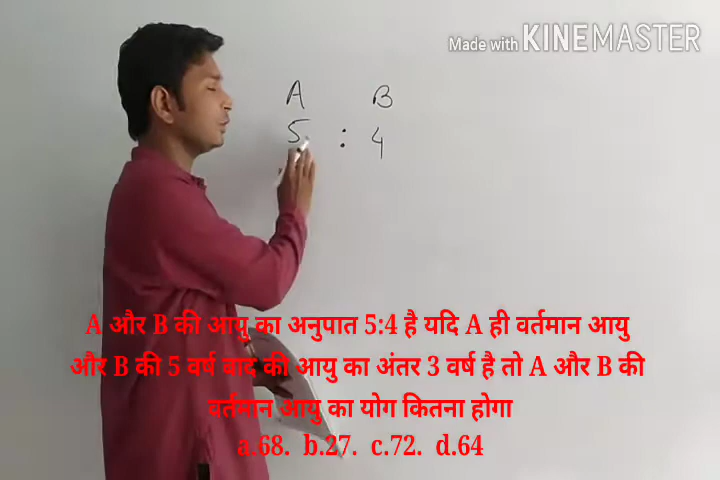 Made with KINEMASTER
A B
5 : 4
A और B की आयु का अनुपात 5:4 है यदि A ही वर्तमान आयु
और B की 5 वर्ष वाद की आयु का अंतर 3 वर्ष है तो A और B की
वर्तमान आयु का योग कितना होगा
a.68. b.27. c.72. d.64